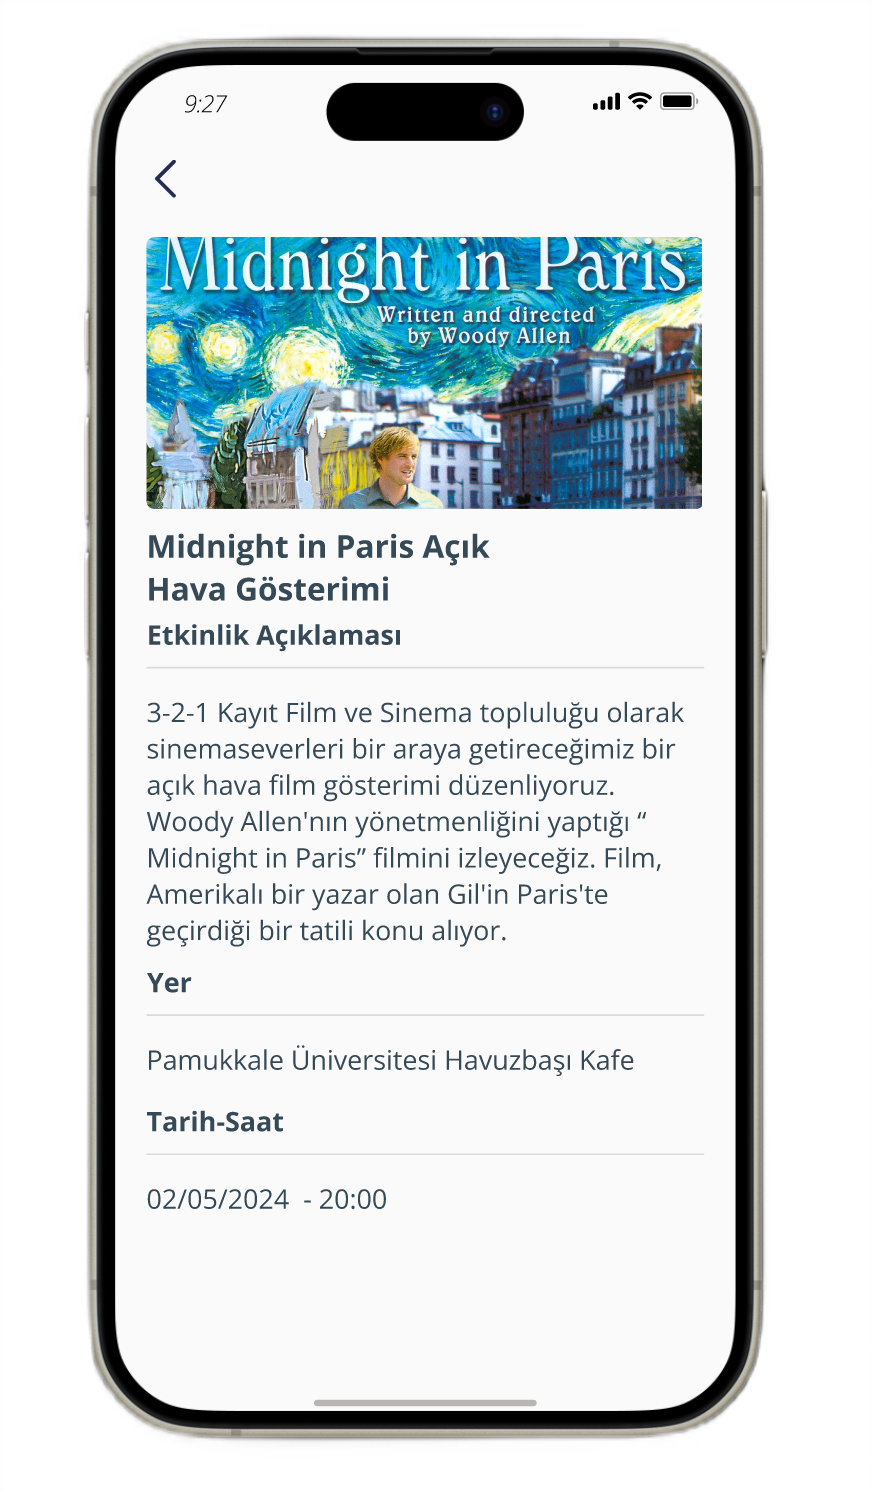 9:27
Midnight in Paris
Written and directed
by Woody Allen
Midnight in Paris Açık
Hava Gösterimi
Etkinlik Açıklaması
3-2-1 Kayıt Film ve Sinema topluluğu olarak
sinemaseverleri bir araya getireceğimiz bir
açık hava film gösterimi düzenliyoruz.
Woody Allen'nın yönetmenliğini yaptığı “
Midnight in Paris” filmini izleyeceğiz. Film,
Amerikalı bir yazar olan Gil'in Paris'te
geçirdiği bir tatili konu alıyor.
Yer
Pamukkale Üniversitesi Havuzbaşı Kafe
Tarih-Saat
02/05/2024 - 20:00